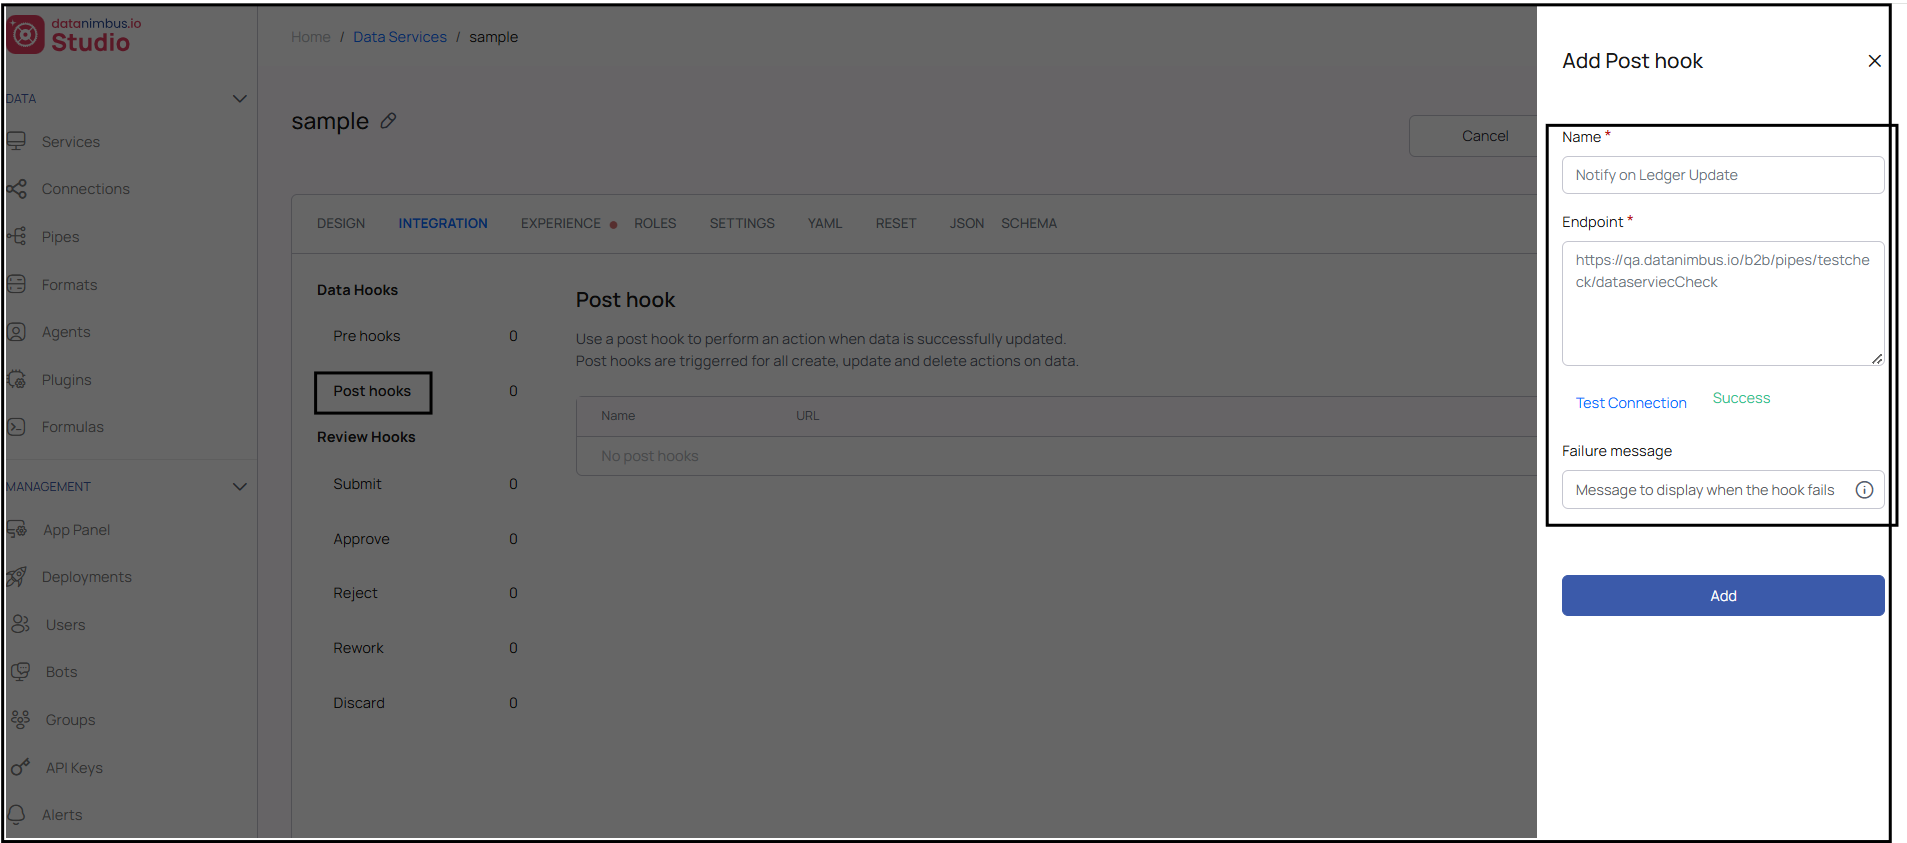 datanimbus.io
Studio
DATA
Services
Connections
Pipes
Formats
Agents
Plugins
Formulas
MANAGEMENT
App Panel
Deployments
Users
Bots
Groups
API Keys
Alerts
Home / Data Services / sample
sample
Cancel
DESIGN INTEGRATION EXPERIENCE ROLES SETTINGS YAML RESET JSON SCHEMA
Data Hooks
Pre hooks 0
Post hooks 0
Review Hooks
Submit 0
Approve 0
Reject 0
Rework 0
Discard 0
Post hook
Use a post hook to perform an action when data is successfully updated.
Post hooks are triggerred for all create, update and delete actions on data.
Name URL
No post hooks
Add Post hook
Name *
Notify on Ledger Update
Endpoint *
https://qa.datanimbus.io/b2b/pipes/testche
ck/dataserviecCheck
Test Connection Success
Failure message
Message to display when the hook fails
Add